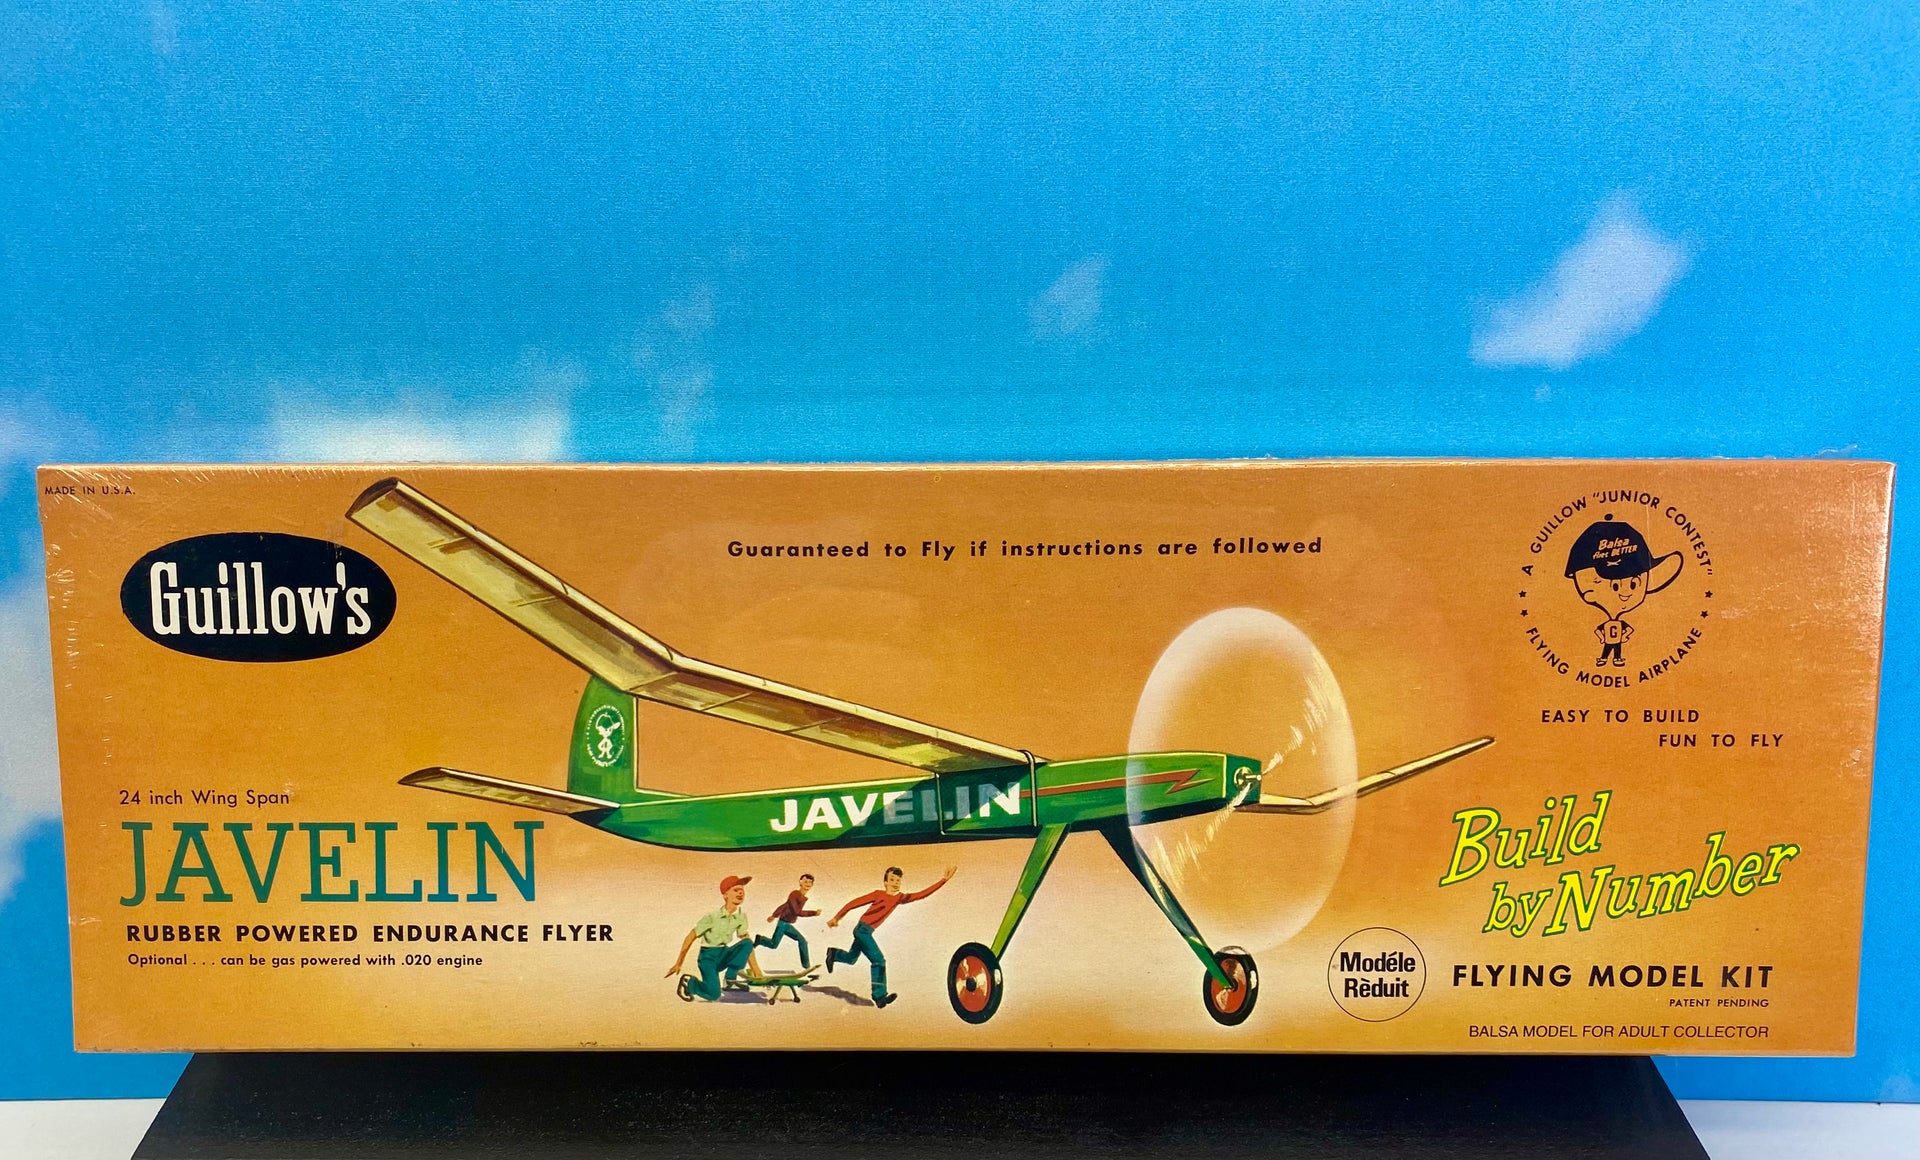 MADE IN U.S.A.
Guillow's
Guaranteed to Fly if instructions are followed
A GUILLOW "JUNIOR CONTEST"
★ ★ FLYING MODEL AIRPLANE ★ ★
Balsa
flies BETTER
G
EASY TO BUILD
FUN TO FLY
24 inch Wing Span
JAVELIN
RUBBER POWERED ENDURANCE FLYER
Optional . . . can be gas powered with .020 engine
JAVELIN
Build
by Number
Modéle
Rèduit
FLYING MODEL KIT
PATENT PENDING
BALSA MODEL FOR ADULT COLLECTOR